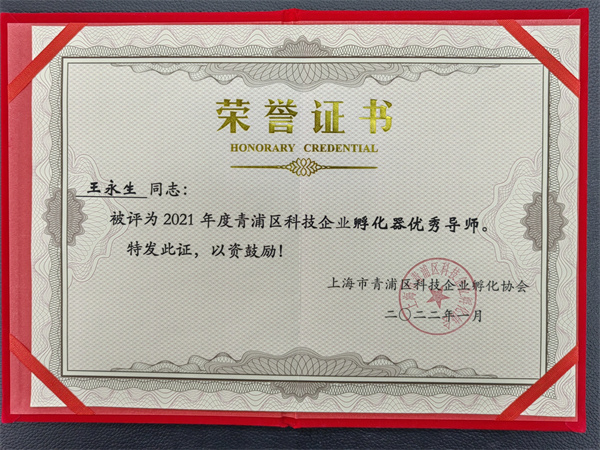 荣誉证书
HONORARY CREDENTIAL
王永生 同志：
被评为2021年度青浦区科技企业孵化器优秀导师。
特发此证，以资鼓励！
上海市青浦区科技企业孵化协会
二〇二二年一月